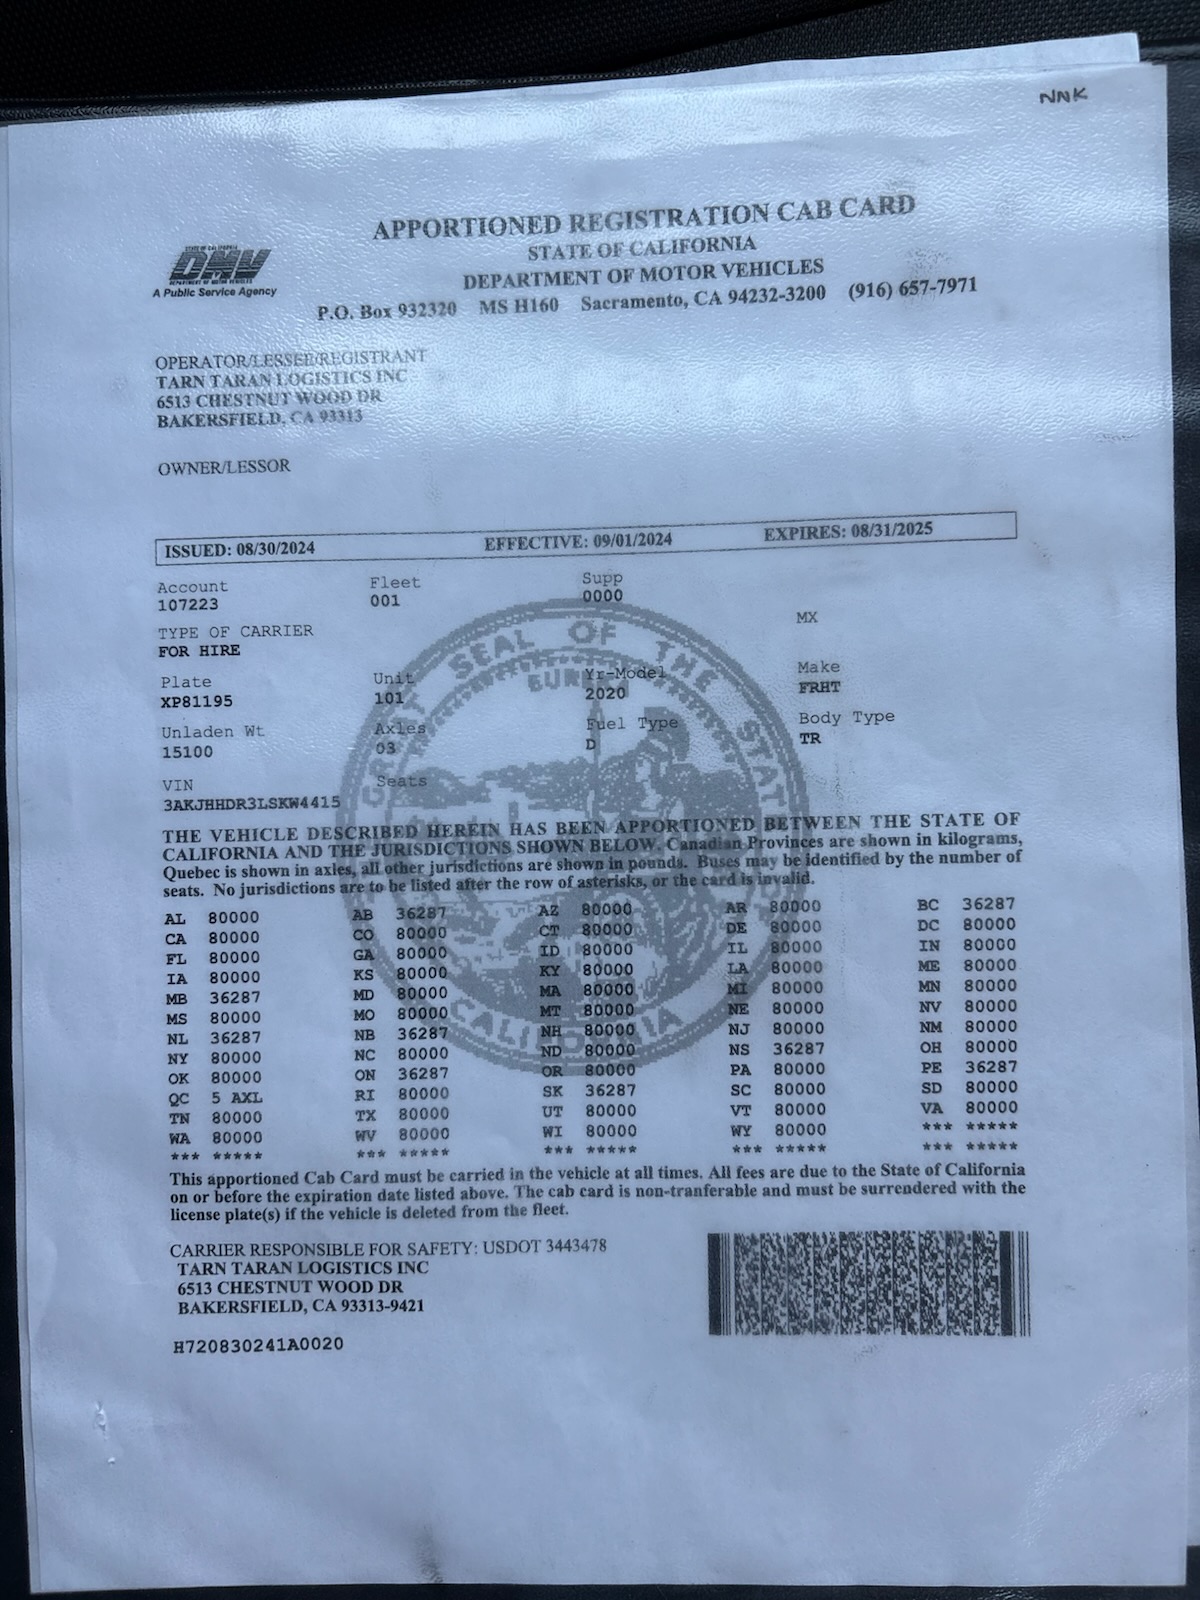 NNK
APPORTIONED REGISTRATION CAB CARD
STATE OF CALIFORNIA
DEPARTMENT OF MOTOR VEHICLES
P.O. Box 932320 MS H160 Sacramento, CA 94232-3200 (916) 657-7971
STATE OF CALIFORNIA
DMV
DEPARTMENT OF MOTOR VEHICLES
A Public Service Agency
OPERATOR/LESSEE/REGISTRANT
TARN TARAN LOGISTICS INC
6513 CHESTNUT WOOD DR
BAKERSFIELD, CA 93313
OWNER/LESSOR
ISSUED: 08/30/2024 EFFECTIVE: 09/01/2024 EXPIRES: 08/31/2025
Account Fleet Supp
107223 001 0000
MX
TYPE OF CARRIER
FOR HIRE
Plate Unit Yr-Model Make
XP81195 101 2020 FRHT
Unladen Wt Axles Fuel Type Body Type
15100 03 D TR
VIN Seats
3AKJHHDR3LSKW4415
GREAT SEAL OF THE STATE
CALIFORNIA
THE VEHICLE DESCRIBED HEREIN HAS BEEN APPORTIONED BETWEEN THE STATE OF
CALIFORNIA AND THE JURISDICTIONS SHOWN BELOW. Canadian Provinces are shown in kilograms,
Quebec is shown in axles, all other jurisdictions are shown in pounds. Buses may be identified by the number of
seats. No jurisdictions are to be listed after the row of asterisks, or the card is invalid.
AL 80000 AB 36287 AZ 80000 AR 80000 BC 36287
CA 80000 CO 80000 CT 80000 DE 80000 DC 80000
FL 80000 GA 80000 ID 80000 IL 80000 IN 80000
IA 80000 KS 80000 KY 80000 LA 80000 ME 80000
MB 36287 MD 80000 MA 80000 MI 80000 MN 80000
MS 80000 MO 80000 MT 80000 NE 80000 NV 80000
NL 36287 NB 36287 NH 80000 NJ 80000 NM 80000
NY 80000 NC 80000 ND 80000 NS 36287 OH 80000
OK 80000 ON 36287 OR 80000 PA 80000 PE 36287
QC 5 AXL RI 80000 SK 36287 SC 80000 SD 80000
TN 80000 TX 80000 UT 80000 VT 80000 VA 80000
WA 80000 WV 80000 WI 80000 WY 80000 *** *****
*** ***** *** ***** *** ***** *** ***** *** *****
This apportioned Cab Card must be carried in the vehicle at all times. All fees are due to the State of California
on or before the expiration date listed above. The cab card is non-tranferable and must be surrendered with the
license plate(s) if the vehicle is deleted from the fleet.
CARRIER RESPONSIBLE FOR SAFETY: USDOT 3443478
TARN TARAN LOGISTICS INC
6513 CHESTNUT WOOD DR
BAKERSFIELD, CA 93313-9421
H720830241A0020